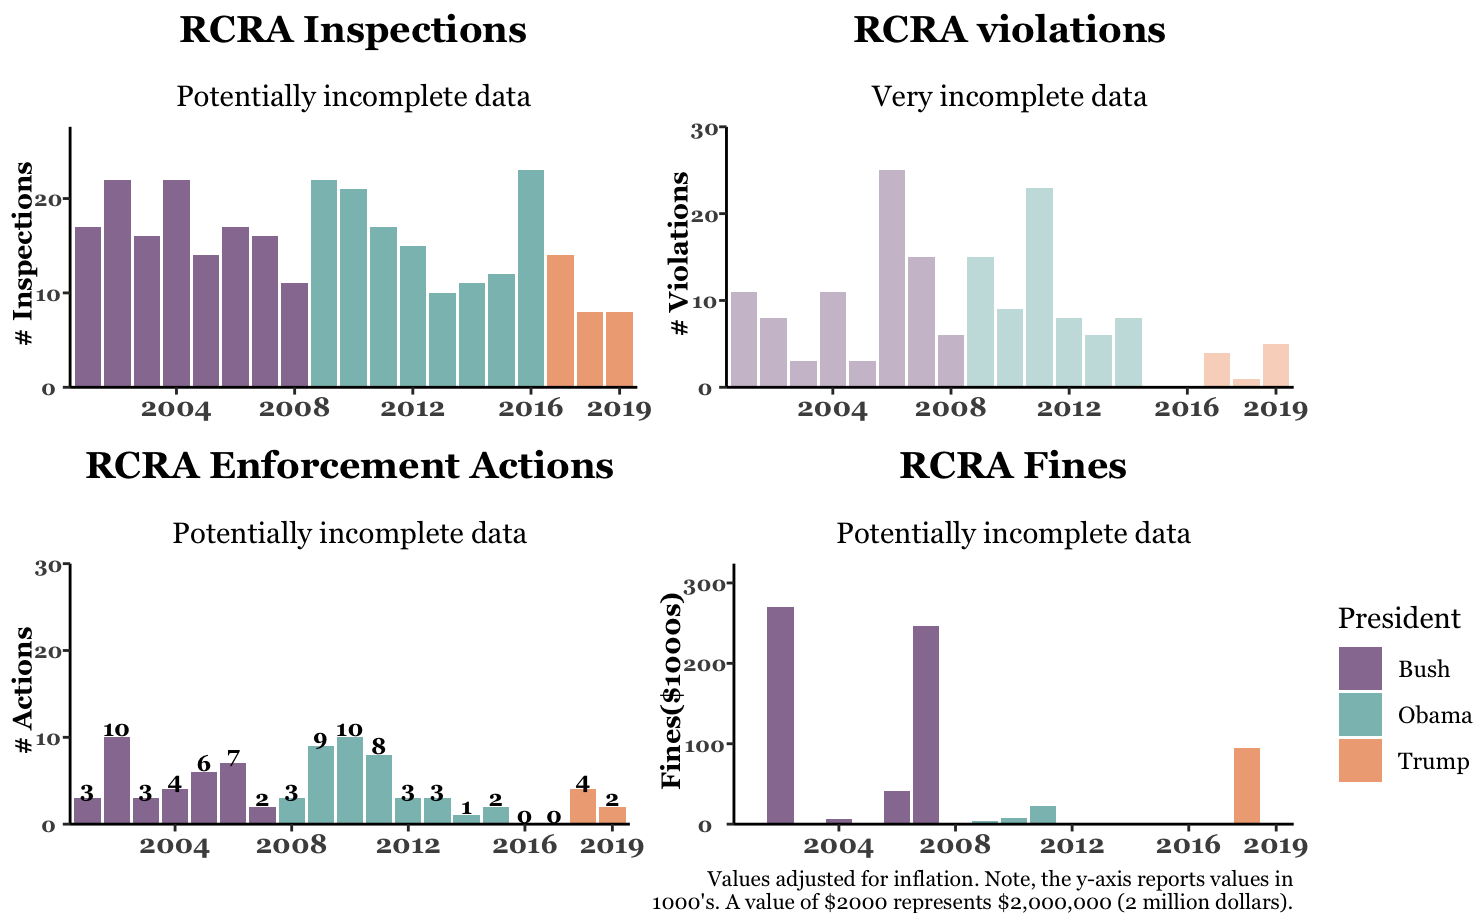 RCRA Inspections
Potentially incomplete data
# Inspections
20
10
0
2004 2008 2012 2016 2019
RCRA violations
Very incomplete data
# Violations
30
20
10
0
2004 2008 2012 2016 2019
RCRA Enforcement Actions
Potentially incomplete data
# Actions
30
20
10
0
3 10 3 4 6 7 2 3 9 10 8 3 3 1 2 0 0 4 2
2004 2008 2012 2016 2019
RCRA Fines
Potentially incomplete data
Fines($1000s)
300
200
100
0
2004 2008 2012 2016 2019
President
Bush
Obama
Trump
Values adjusted for inflation. Note, the y-axis reports values in
1000's. A value of $2000 represents $2,000,000 (2 million dollars).